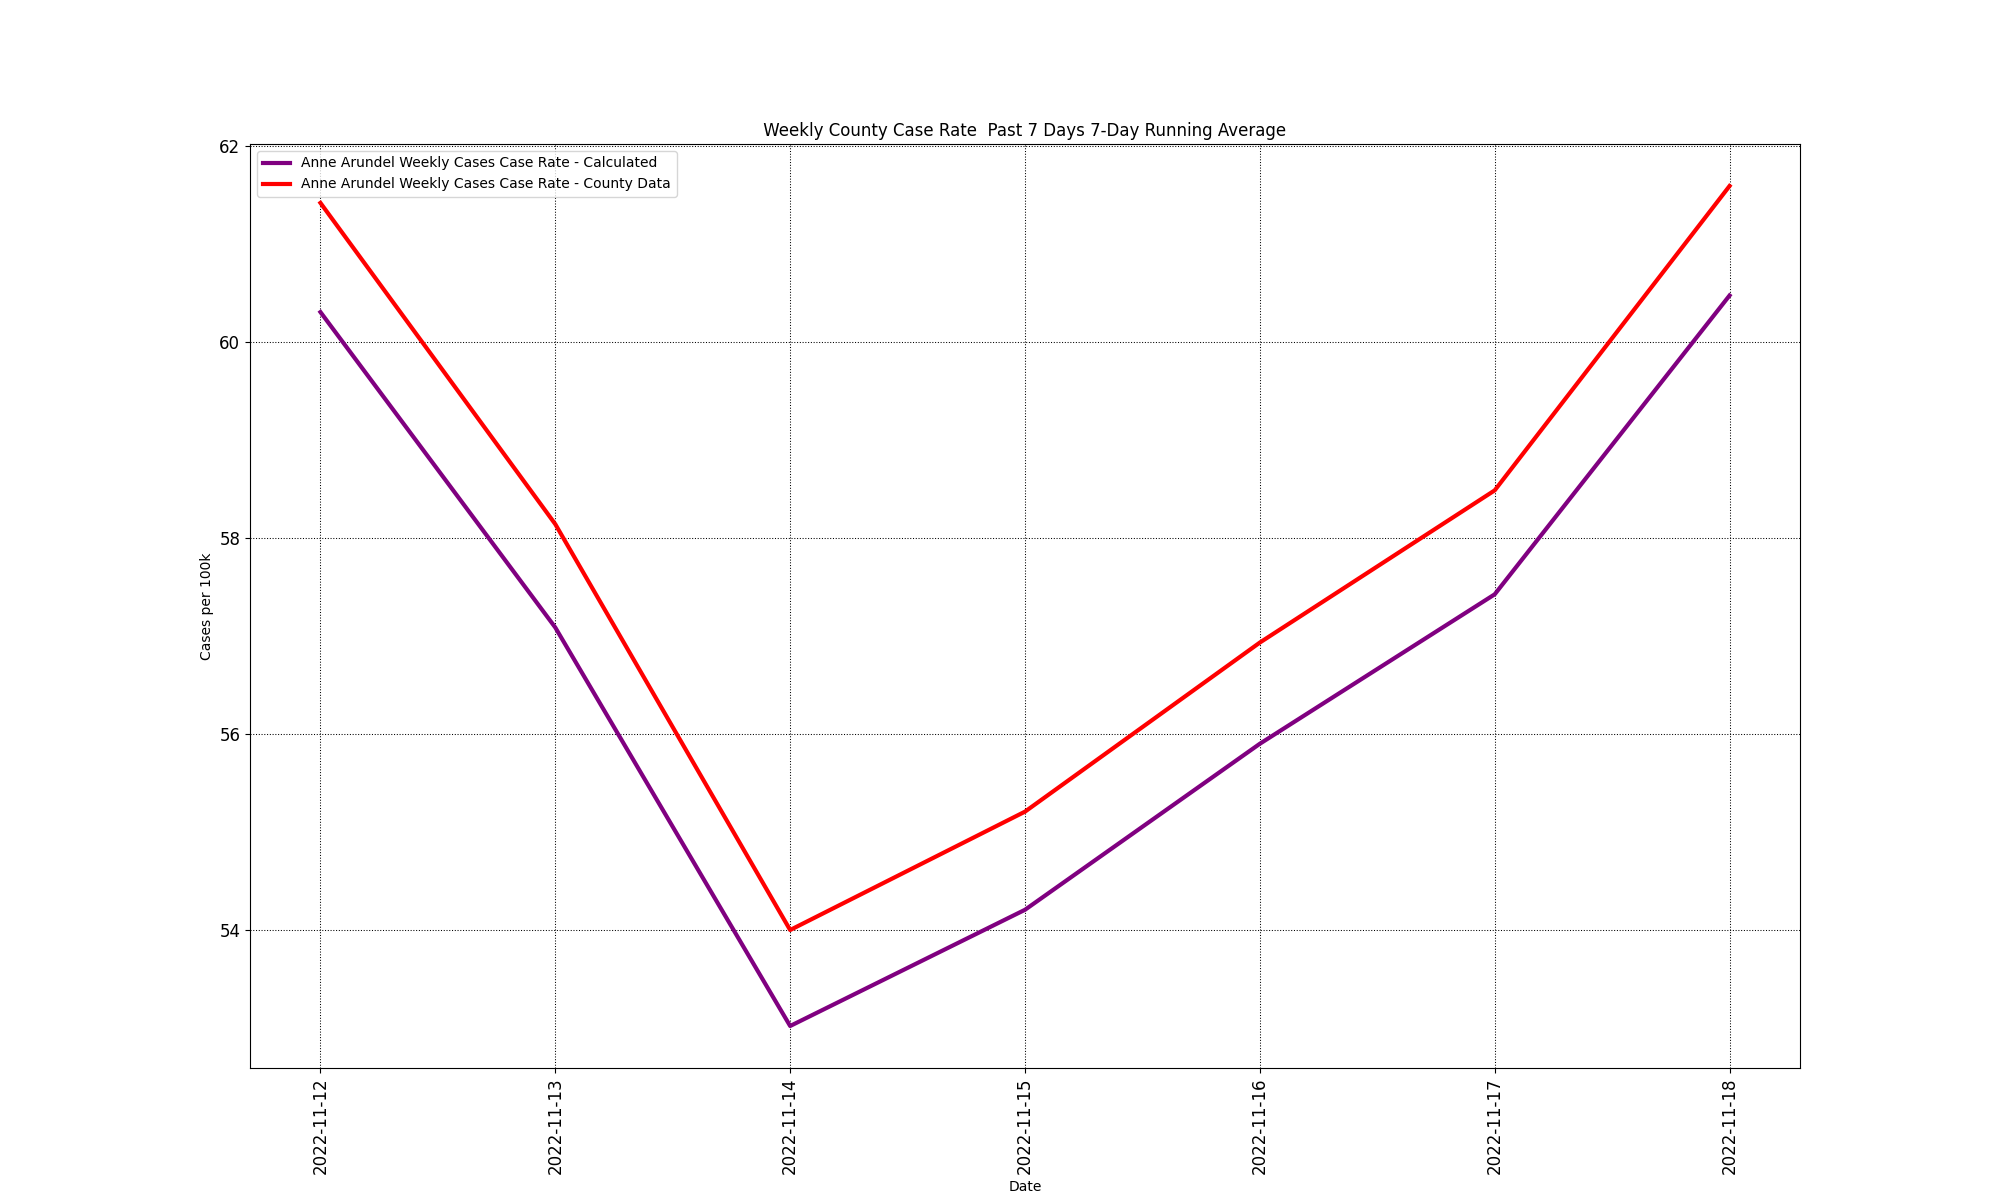 Weekly County Case Rate  Past 7 Days 7-Day Running Average
Anne Arundel Weekly Cases Case Rate - Calculated
Anne Arundel Weekly Cases Case Rate - County Data
62
60
58
56
54
Cases per 100k
2022-11-12
2022-11-13
2022-11-14
2022-11-15
2022-11-16
2022-11-17
2022-11-18
Date